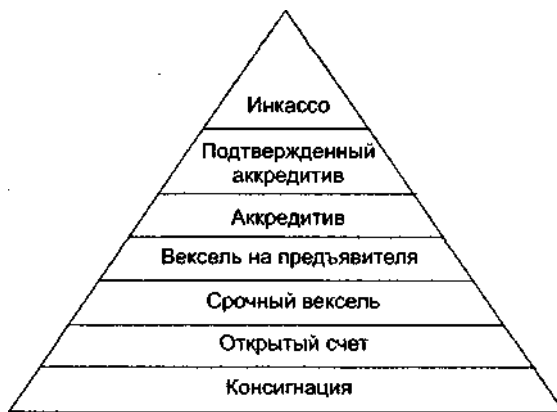 Инкассо
Подтвержденный
аккредитив
Аккредитив
Вексель на предъявителя
Срочный вексель
Открытый счет
Консигнация